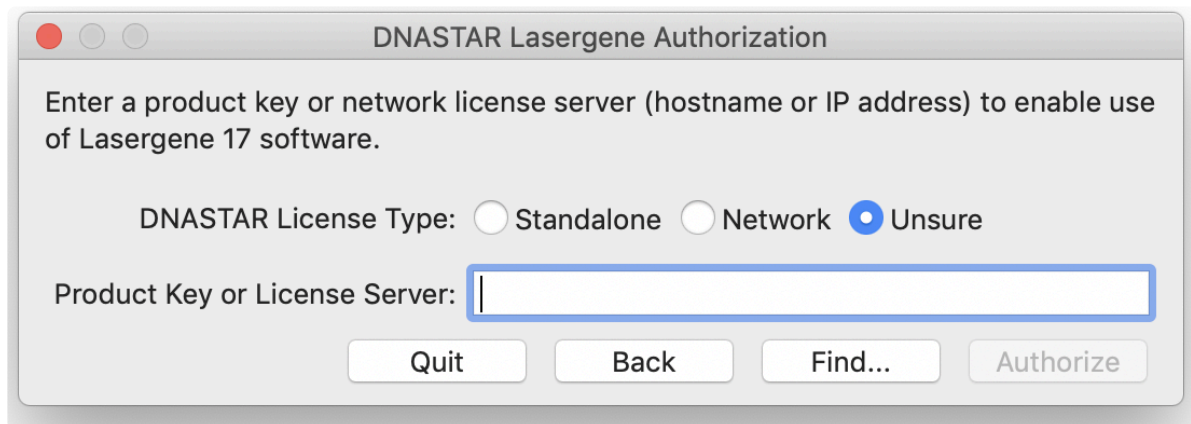 DNASTAR Lasergene Authorization
Enter a product key or network license server (hostname or IP address) to enable use
of Lasergene 17 software.
DNASTAR License Type: Standalone Network Unsure
Product Key or License Server:
Quit Back Find... Authorize